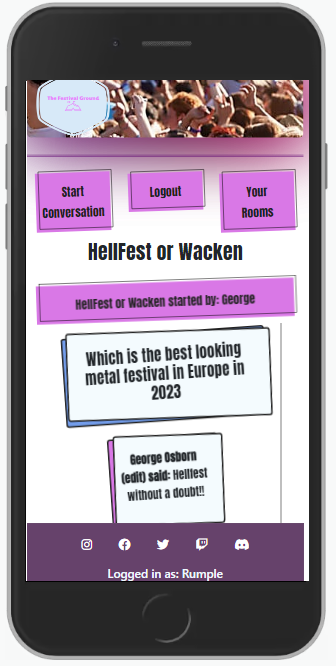 The Festival Ground
Start
Conversation
Logout
Your
Rooms
HellFest or Wacken
HellFest or Wacken started by: George
Which is the best looking
metal festival in Europe in
2023
George Osborn
(edit) said: Hellfest
without a doubt!!
Logged in as: Rumple